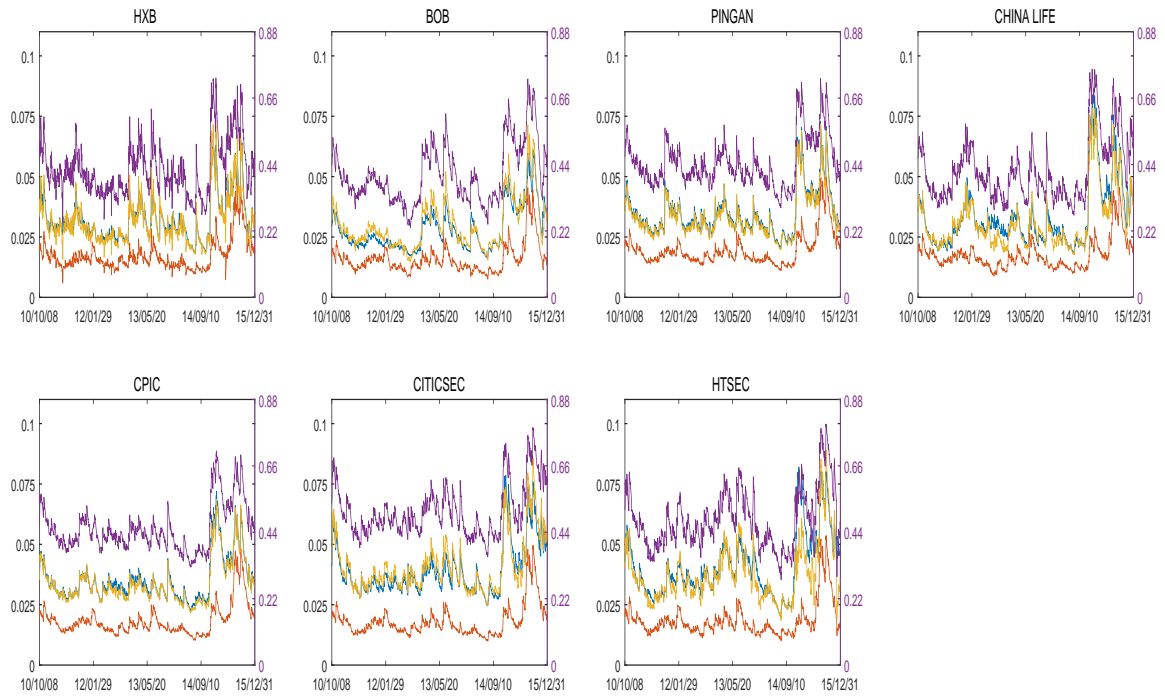 HXB BOB PINGAN CHINA LIFE
0.88 0.88 0.88 0.88
0.1 0.1 0.1 0.1
0.075 0.66 0.075 0.66 0.075 0.66 0.075 0.66
0.05 0.44 0.05 0.44 0.05 0.44 0.05 0.44
0.025 0.22 0.025 0.22 0.025 0.22 0.025 0.22
0 0 0 0 0 0 0 0
10/10/08 12/01/29 13/05/20 14/09/10 15/12/31 10/10/08 12/01/29 13/05/20 14/09/10 15/12/31 10/10/08 12/01/29 13/05/20 14/09/10 15/12/31 10/10/08 12/01/29 13/05/20 14/09/10 15/12/31
CPIC CITICSEC HTSEC
0.88 0.88 0.88
0.1 0.1 0.1
0.075 0.66 0.075 0.66 0.075 0.66
0.05 0.44 0.05 0.44 0.05 0.44
0.025 0.22 0.025 0.22 0.025 0.22
0 0 0 0 0 0
10/10/08 12/01/29 13/05/20 14/09/10 15/12/31 10/10/08 12/01/29 13/05/20 14/09/10 15/12/31 10/10/08 12/01/29 13/05/20 14/09/10 15/12/31